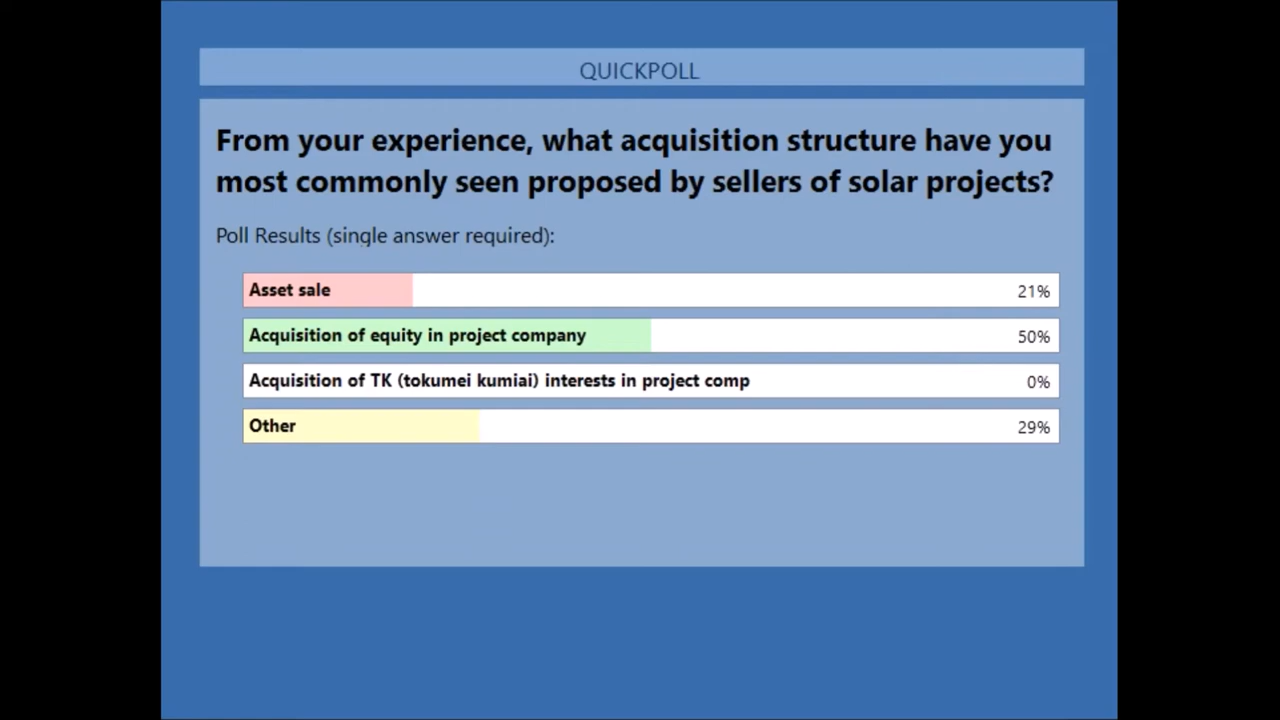 QUICKPOLL
From your experience, what acquisition structure have you
most commonly seen proposed by sellers of solar projects?
Poll Results (single answer required):
Asset sale 21%
Acquisition of equity in project company 50%
Acquisition of TK (tokumei kumiai) interests in project comp 0%
Other 29%